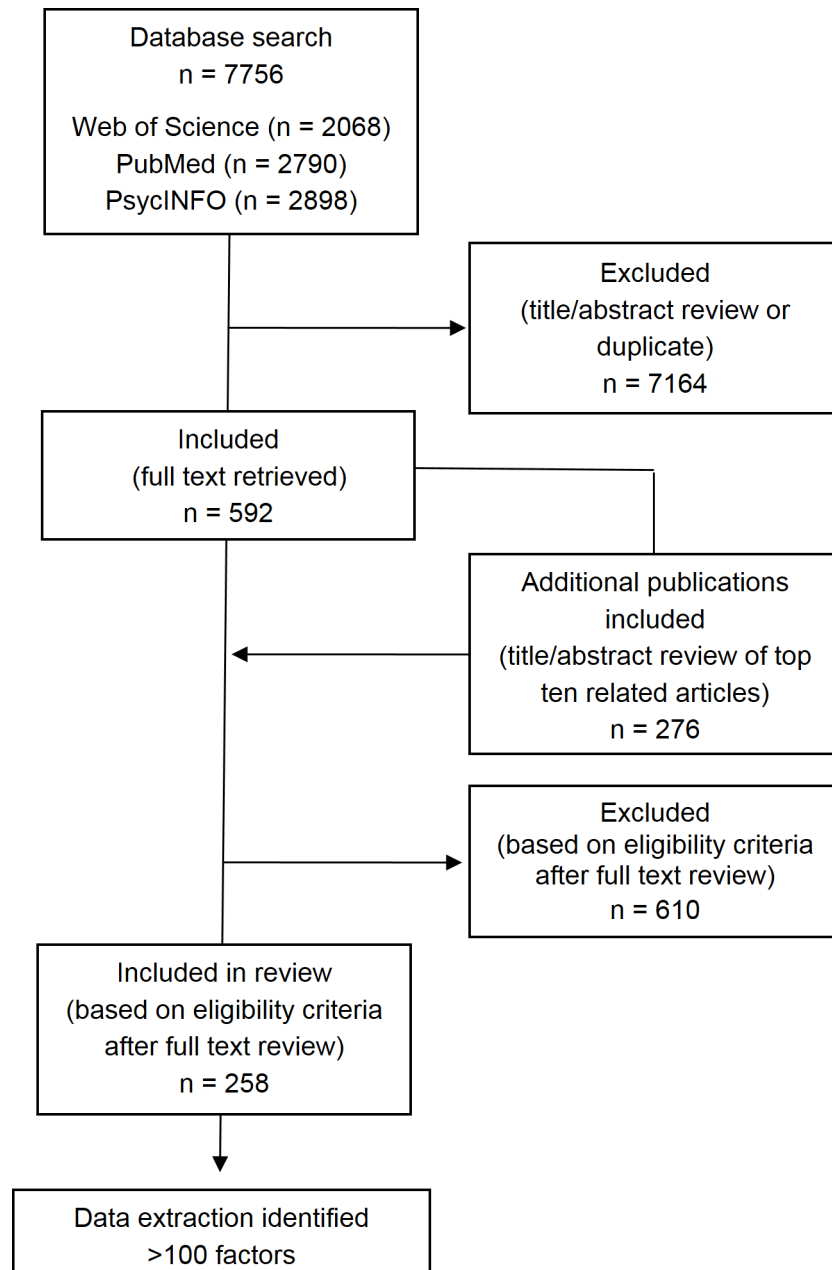 Database search
n = 7756
Web of Science (n = 2068)
PubMed (n = 2790)
PsycINFO (n = 2898)
Excluded
(title/abstract review or
duplicate)
n = 7164
Included
(full text retrieved)
n = 592
Additional publications
included
(title/abstract review of top
ten related articles)
n = 276
Excluded
(based on eligibility criteria
after full text review)
n = 610
Included in review
(based on eligibility criteria
after full text review)
n = 258
Data extraction identified
>100 factors